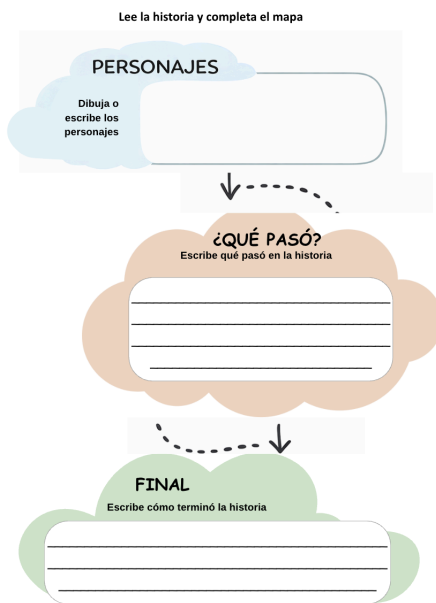 Lee la historia y completa el mapa
PERSONAJES
Dibuja o
escribe los
personajes
¿QUÉ PASÓ?
Escribe qué pasó en la historia
FINAL
Escribe cómo terminó la historia